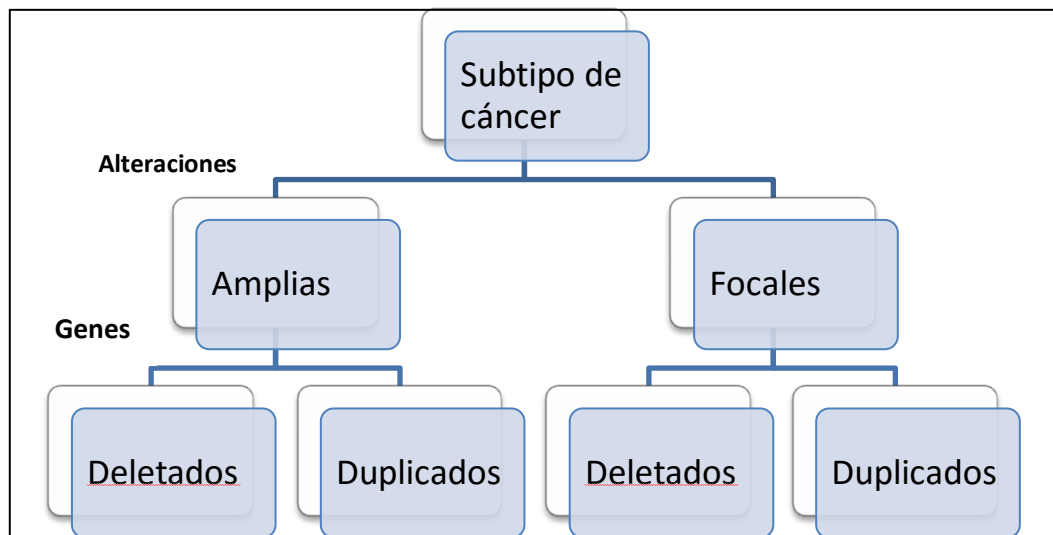 Subtipo de
cáncer
Alteraciones
Amplias
Focales
Genes
Deletados
Duplicados
Deletados
Duplicados